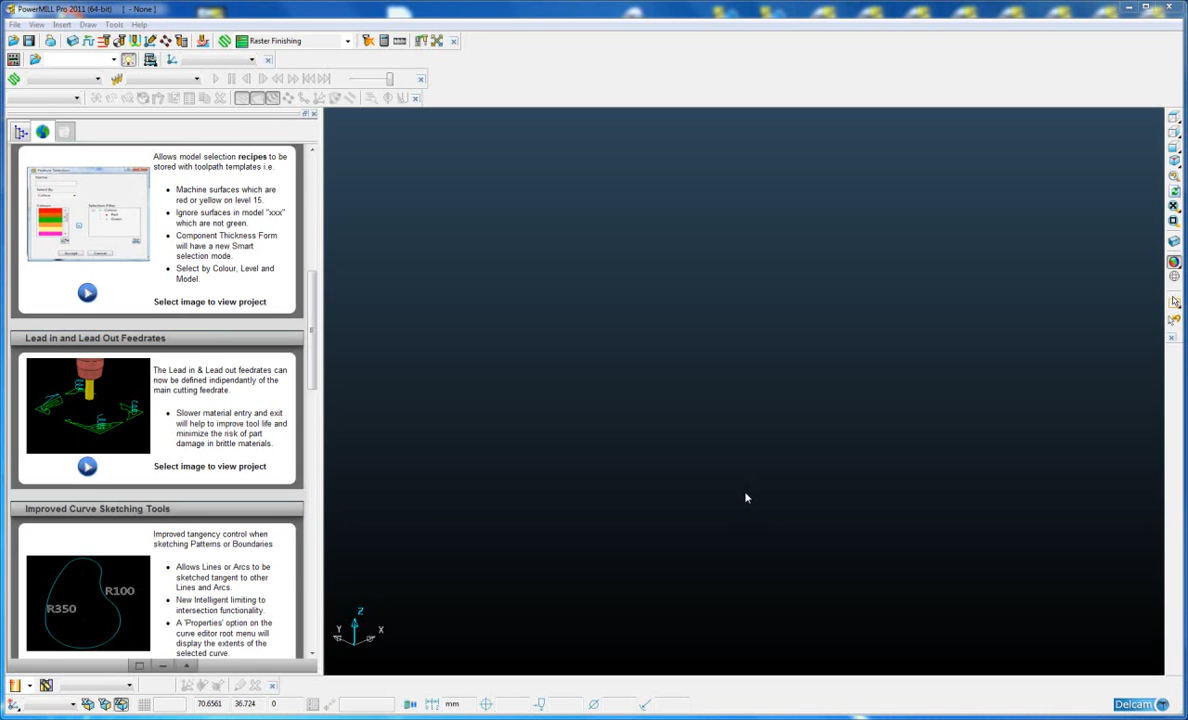 PowerMILL Pro 2011 (64-bit) [ - None ]
File View Insert Draw Tools Help
Raster Finishing
Allows model selection recipes to be
stored with toolpath templates i.e.
Machine surfaces which are
red or yellow on level 15.
Ignore surfaces in model "xxx"
which are not green.
Component Thickness Form
will have a new Smart
selection mode.
Select by Colour, Level and
Model.
Select image to view project
Lead in and Lead Out Feedrates
The Lead in & Lead out feedrates can
now be defined indipendantly of the
main cutting feedrate.
Slower material entry and exit
will help to improve tool life and
minimize the risk of part
damage in brittle materials.
Select image to view project
Improved Curve Sketching Tools
Improved tangency control when
sketching Patterns or Boundaries
Allows Lines or Arcs to be
sketched tangent to other
Lines and Arcs.
New Intelligent limiting to
intersection functionality.
A 'Properties' option on the
curve editor root menu will
display the extents of the
selected curve.
R100
R350
Z
Y X
70.6561 36.724 0 mm
Delcam